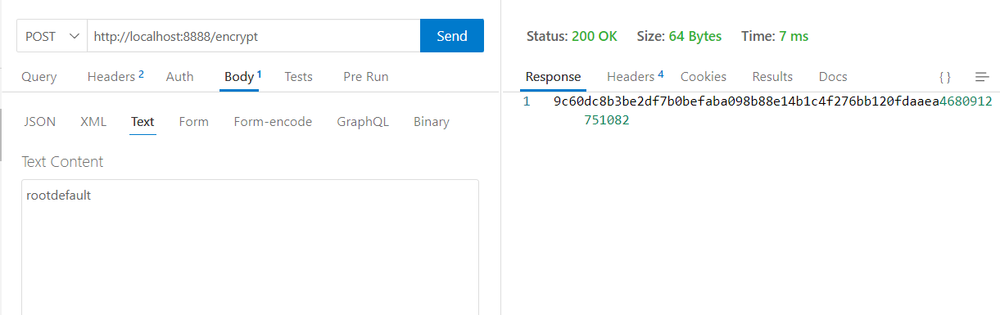 POST http://localhost:8888/encrypt Send
Query Headers 2 Auth Body 1 Tests Pre Run
JSON XML Text Form Form-encode GraphQL Binary
Text Content
rootdefault
Status: 200 OK Size: 64 Bytes Time: 7 ms
Response Headers 4 Cookies Results Docs { }
1 9c60dc8b3be2df7b0befaba098b88e14b1c4f276bb120fdaaea4680912
751082